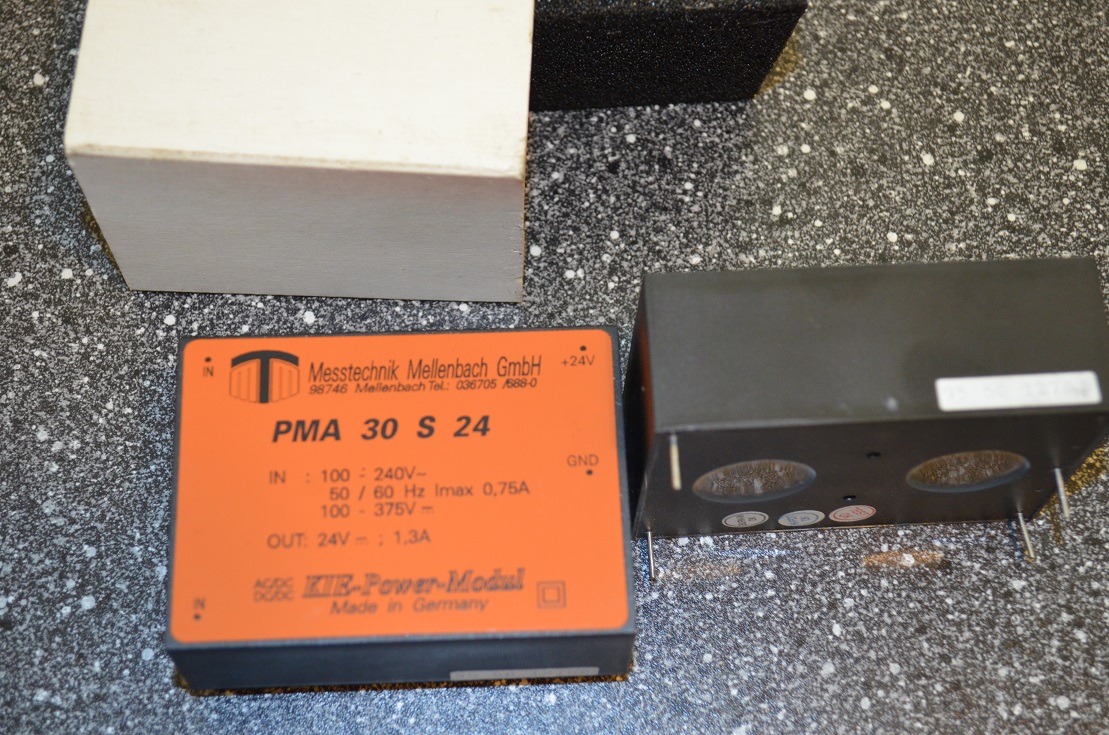 IN
Messtechnik Mellenbach GmbH
98746 Mellenbach Tel.: 036705 /688-0
+24V
PMA 30 S 24
GND
IN : 100 - 240V~
50 / 60 Hz Imax 0,75A
100 - 375V ⎓
OUT: 24V ⎓ ; 1,3A
AC/DC
DC/DC
KIE-Power-Modul
Made in Germany
IN